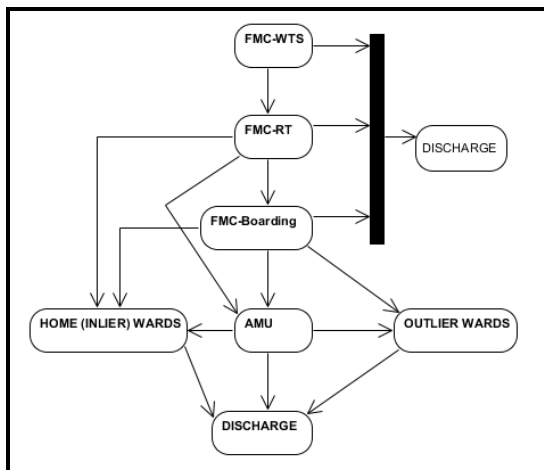 FMC-WTS
FMC-RT
DISCHARGE
FMC-Boarding
HOME (INLIER) WARDS
AMU
OUTLIER WARDS
DISCHARGE